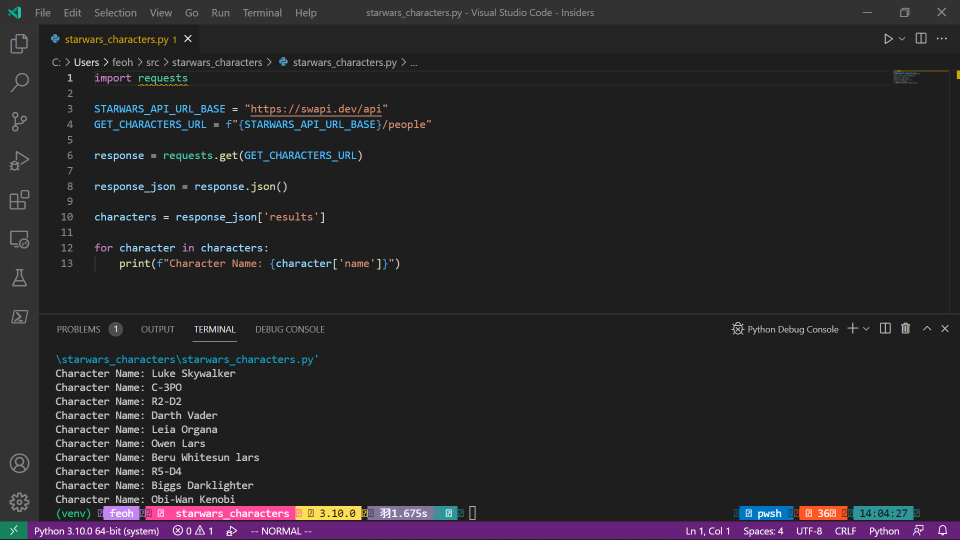 File Edit Selection View Go Run Terminal Help starwars_characters.py - Visual Studio Code - Insiders
starwars_characters.py 1
C: > Users > feoh > src > starwars_characters > starwars_characters.py > ...
1 import requests
2
3 STARWARS_API_URL_BASE = "https://swapi.dev/api"
4 GET_CHARACTERS_URL = f"{STARWARS_API_URL_BASE}/people"
5
6 response = requests.get(GET_CHARACTERS_URL)
7
8 response_json = response.json()
9
10 characters = response_json['results']
11
12 for character in characters:
13 print(f"Character Name: {character['name']}")
PROBLEMS 1 OUTPUT TERMINAL DEBUG CONSOLE Python Debug Console
\starwars_characters\starwars_characters.py'
Character Name: Luke Skywalker
Character Name: C-3PO
Character Name: R2-D2
Character Name: Darth Vader
Character Name: Leia Organa
Character Name: Owen Lars
Character Name: Beru Whitesun lars
Character Name: R5-D4
Character Name: Biggs Darklighter
Character Name: Obi-Wan Kenobi
(venv) feoh starwars_characters 3.10.0 1.675s pwsh 36 14:04:27
Python 3.10.0 64-bit (system) 0 1 -- NORMAL -- Ln 1, Col 1 Spaces: 4 UTF-8 CRLF Python